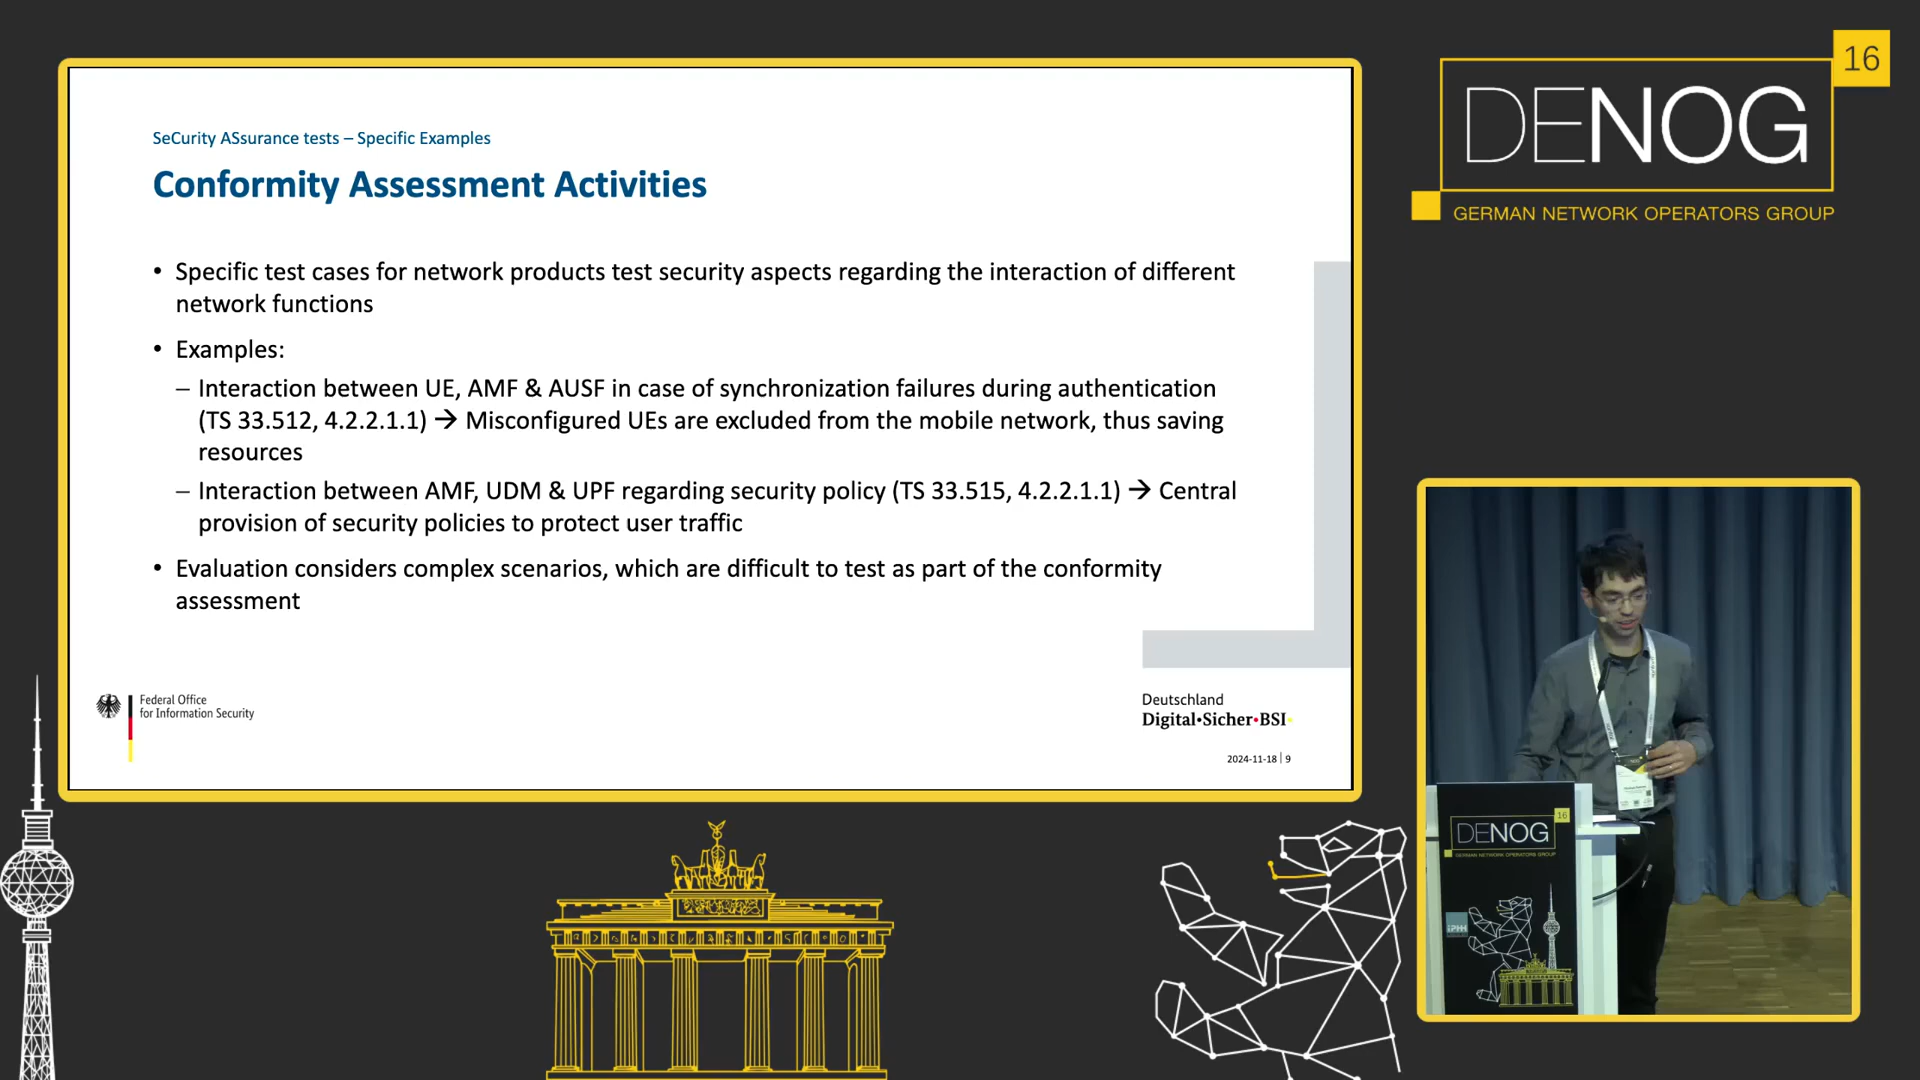 SeCurity ASsurance tests – Specific Examples
Conformity Assessment Activities
• Specific test cases for network products test security aspects regarding the interaction of different
network functions
• Examples:
– Interaction between UE, AMF & AUSF in case of synchronization failures during authentication
(TS 33.512, 4.2.2.1.1) → Misconfigured UEs are excluded from the mobile network, thus saving
resources
– Interaction between AMF, UDM & UPF regarding security policy (TS 33.515, 4.2.2.1.1) → Central
provision of security policies to protect user traffic
• Evaluation considers complex scenarios, which are difficult to test as part of the conformity
assessment
Federal Office
for Information Security
Deutschland
Digital•Sicher•BSI•
2024-11-18 | 9
16
DENOG
GERMAN NETWORK OPERATORS GROUP
16
DENOG
GERMAN NETWORK OPERATORS GROUP